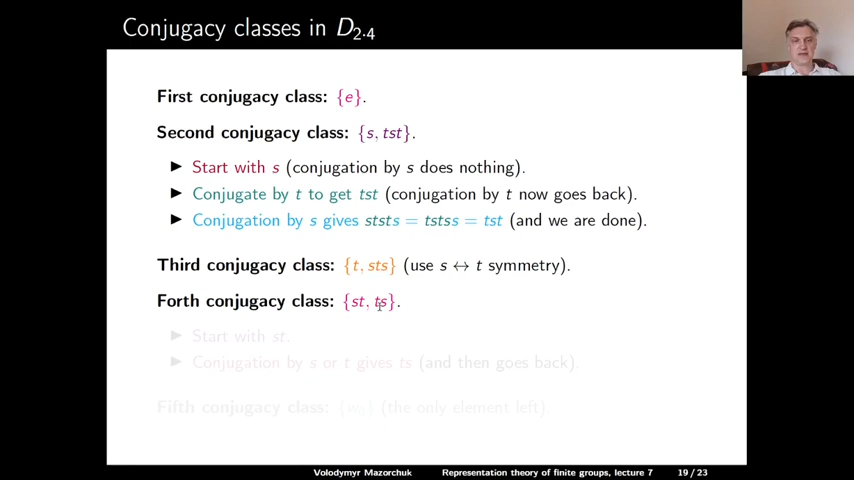 Conjugacy classes in D₂.₄
First conjugacy class: {e}.
Second conjugacy class: {s, tst}.
▶ Start with s (conjugation by s does nothing).
▶ Conjugate by t to get tst (conjugation by t now goes back).
▶ Conjugation by s gives ststs = tstss = tst (and we are done).
Third conjugacy class: {t, sts} (use s ↔ t symmetry).
Forth conjugacy class: {st, ts}.
▶ Start with st.
▶ Conjugation by s or t gives ts (and then goes back).
Fifth conjugacy class: {w₀} (the only element left).
Volodymyr Mazorchuk Representation theory of finite groups, lecture 7 19/23